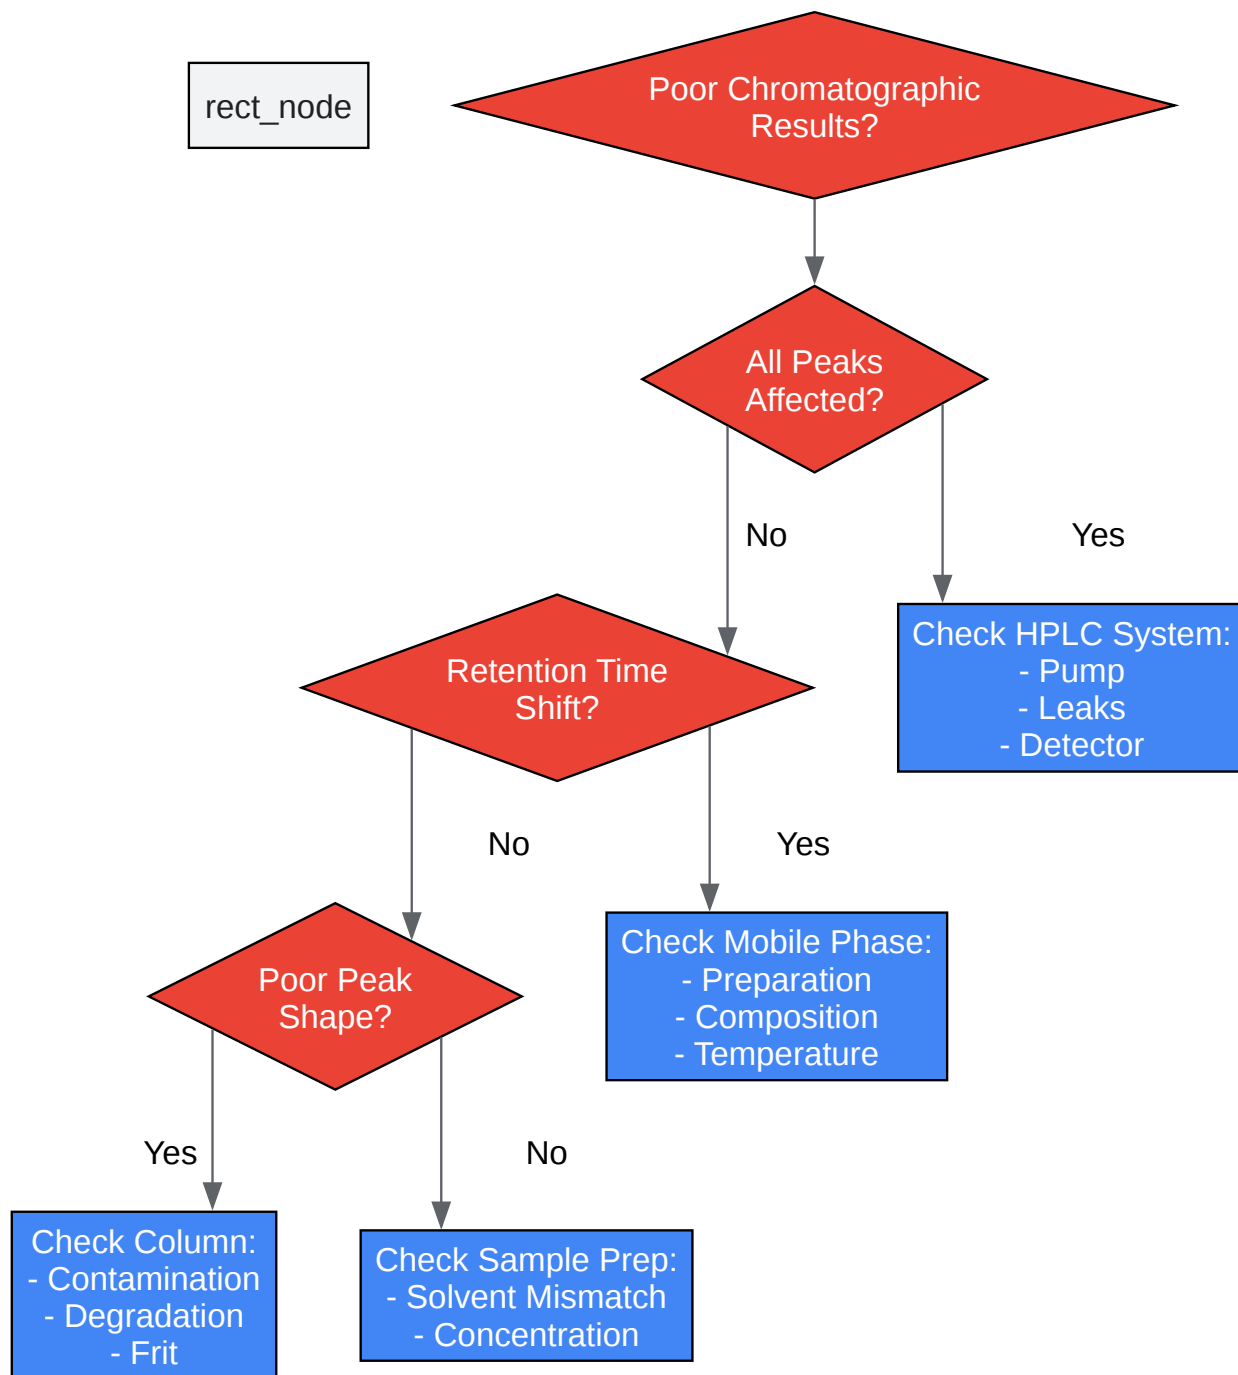 rect_node
Poor Chromatographic
Results?
All Peaks
Affected?
No
Yes
Retention Time
Shift?
Check HPLC System:
- Pump
- Leaks
- Detector
No
Yes
Poor Peak
Shape?
Check Mobile Phase:
- Preparation
- Composition
- Temperature
Yes
No
Check Column:
- Contamination
- Degradation
- Frit
Check Sample Prep:
- Solvent Mismatch
- Concentration